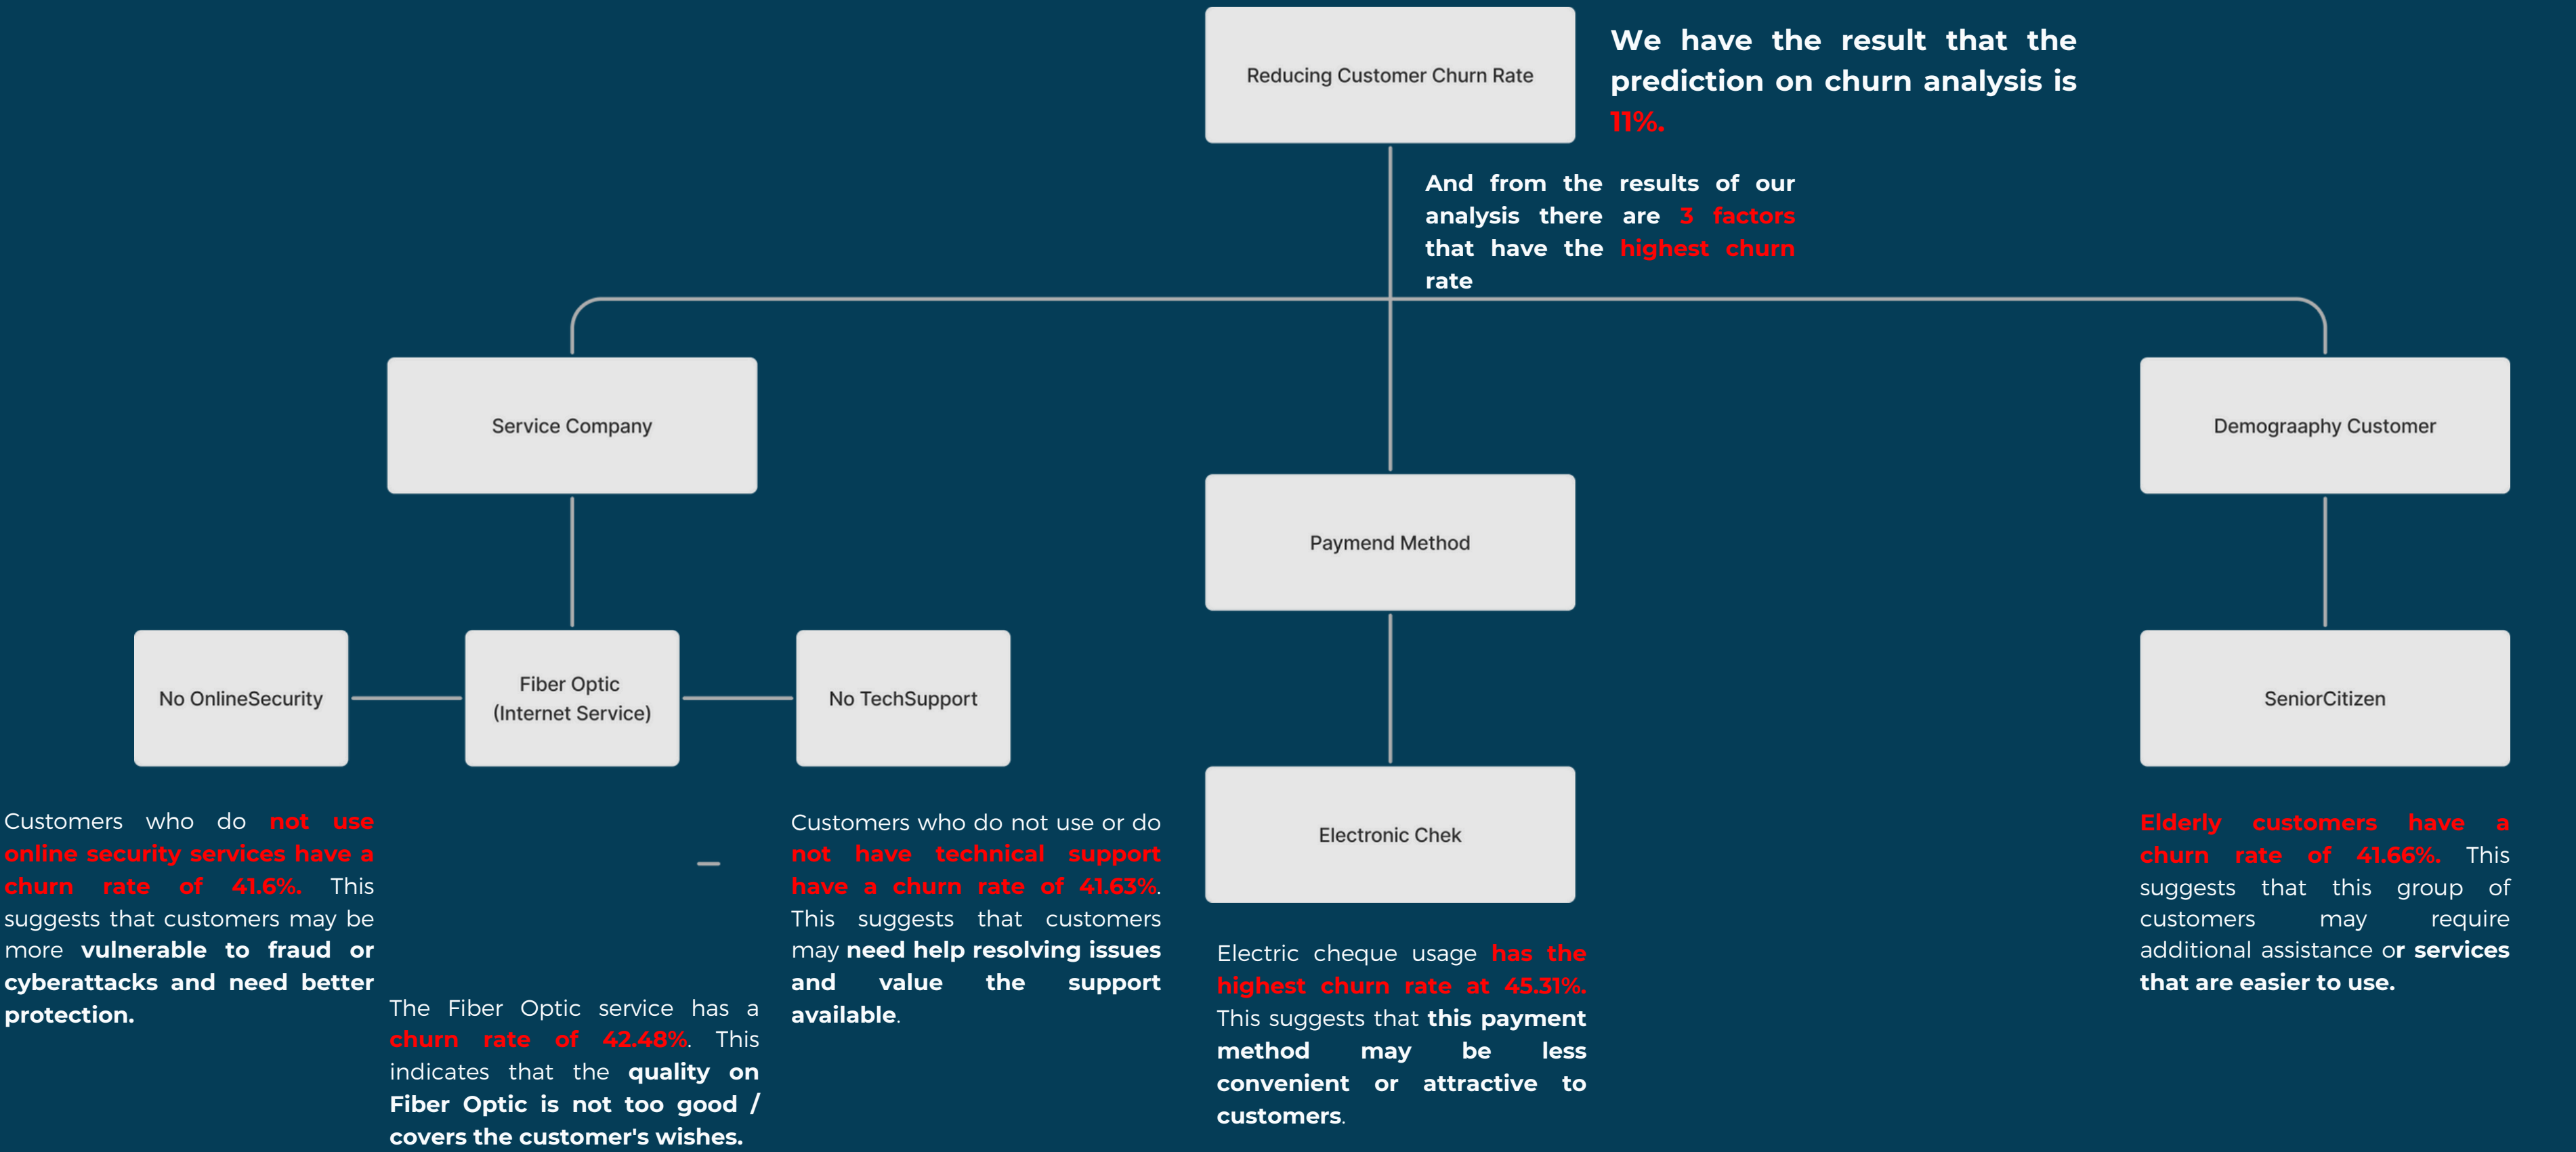 Reducing Customer Churn Rate
We have the result that the
prediction on churn analysis is
11%.
And from the results of our
analysis there are 3 factors
that have the highest churn
rate
Service Company
Paymend Method
Demograaphy Customer
No OnlineSecurity
Fiber Optic
(Internet Service)
No TechSupport
Electronic Chek
SeniorCitizen
Customers who do not use
online security services have a
churn rate of 41.6%. This
suggests that customers may be
more vulnerable to fraud or
cyberattacks and need better
protection.
The Fiber Optic service has a
churn rate of 42.48%. This
indicates that the quality on
Fiber Optic is not too good /
covers the customer's wishes.
Customers who do not use or do
not have technical support
have a churn rate of 41.63%.
This suggests that customers
may need help resolving issues
and value the support
available.
Electric cheque usage has the
highest churn rate at 45.31%.
This suggests that this payment
method may be less
convenient or attractive to
customers.
Elderly customers have a
churn rate of 41.66%. This
suggests that this group of
customers may require
additional assistance or services
that are easier to use.